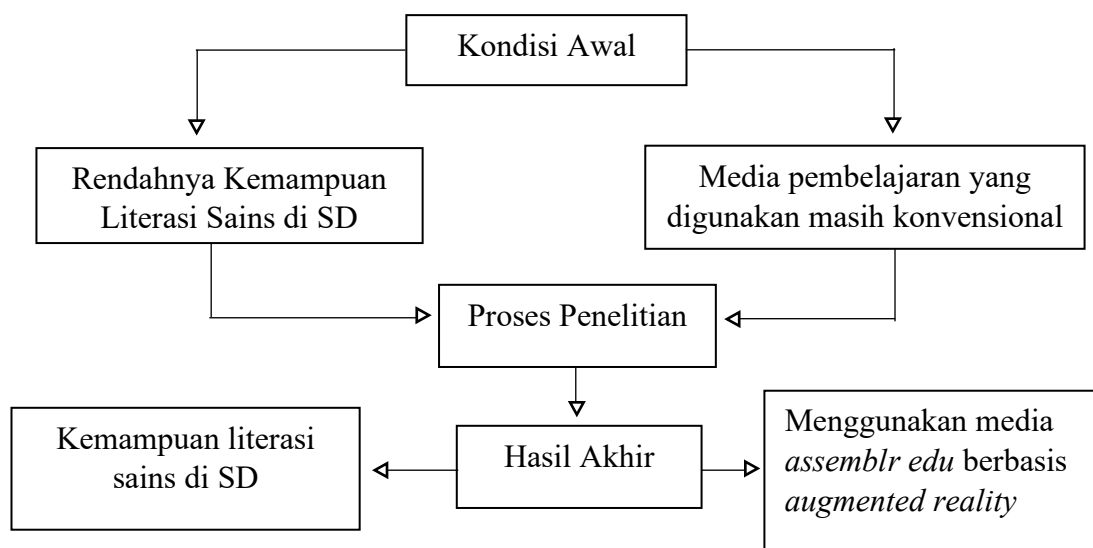 Kondisi Awal
Rendahnya Kemampuan
Literasi Sains di SD
Media pembelajaran yang
digunakan masih konvensional
Proses Penelitian
Kemampuan literasi
sains di SD
Hasil Akhir
Menggunakan media
assemblr edu berbasis
augmented reality